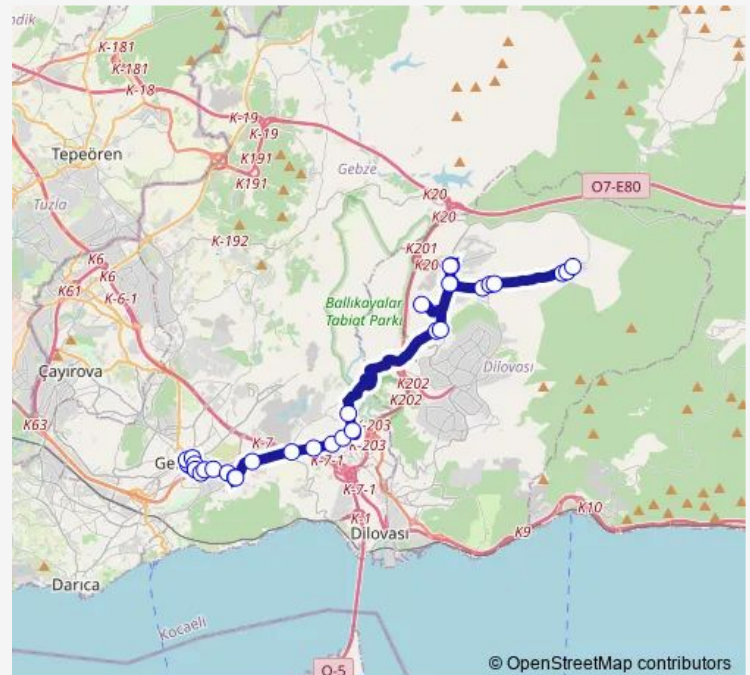 K-181
K-181
K-18
Tepeören
K-19
K-19
K191
K191
Gebze
K20
K20
O7-E80
Tuzla
K-192
K6
K6
K61
K-6-1
K201
K20
Ballıkayalar
Tabiat Parkı
Dilovası
Çayırova
K202
K202
K63
K-7
K-203
Ge
K-7-1
K-7-1
K-1
Dilovası
K9
K10
Darıca
Kocaeli
O-5
© OpenStreetMap contributors